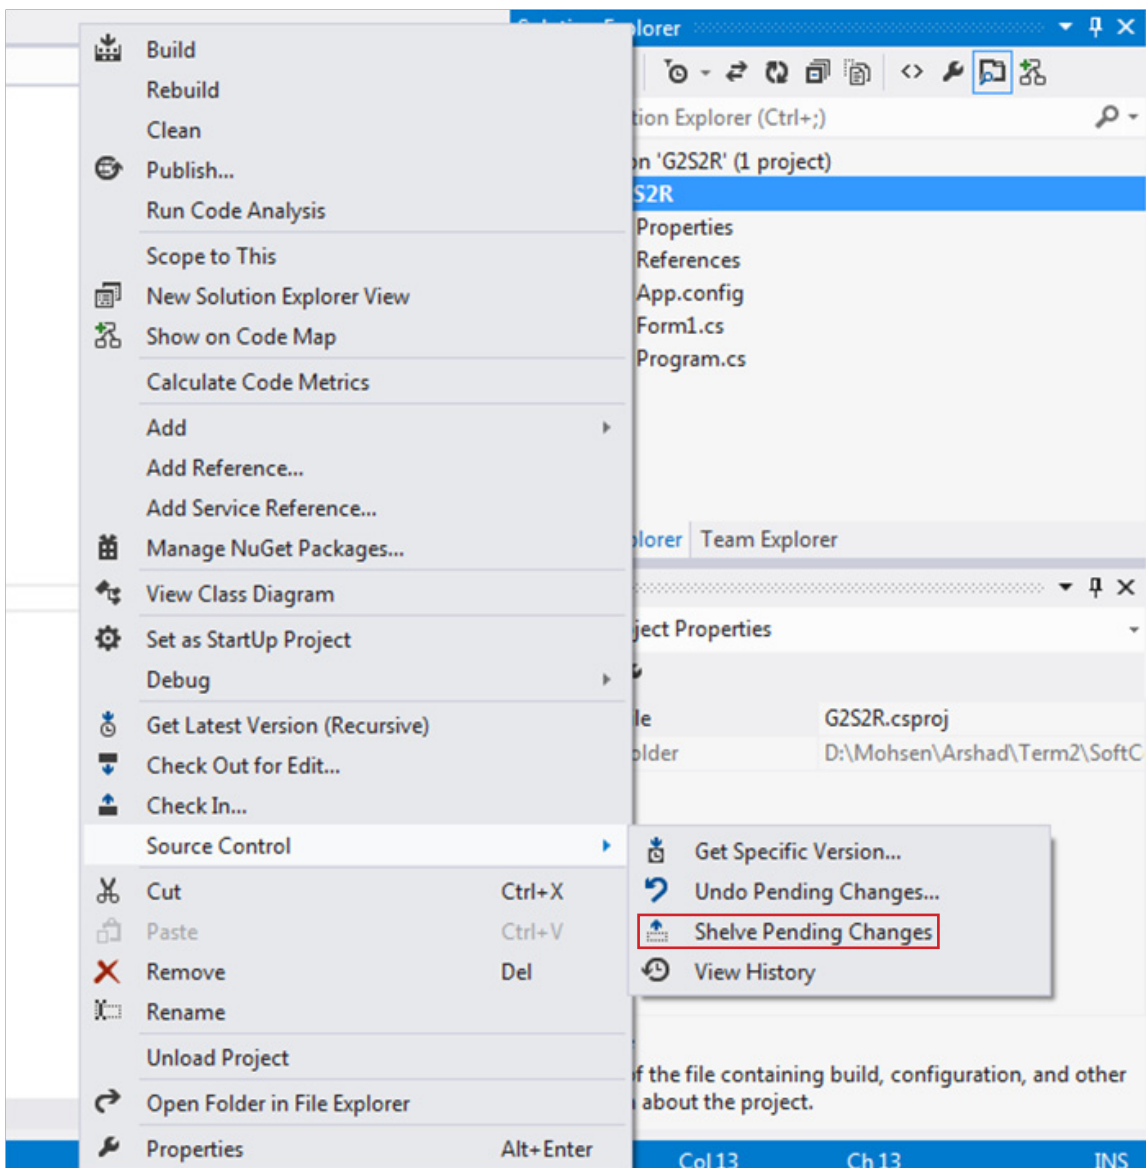 Build
Rebuild
Clean
Publish...
Run Code Analysis
Scope to This
New Solution Explorer View
Show on Code Map
Calculate Code Metrics
Add
Add Reference...
Add Service Reference...
Manage NuGet Packages...
View Class Diagram
Set as StartUp Project
Debug
Get Latest Version (Recursive)
Check Out for Edit...
Check In...
Source Control
Cut Ctrl+X
Paste Ctrl+V
Remove Del
Rename
Unload Project
Open Folder in File Explorer
Properties Alt+Enter
Get Specific Version...
Undo Pending Changes...
Shelve Pending Changes
View History
Explorer (Ctrl+;)
'G2S2R' (1 project)
S2R
Properties
References
App.config
Form1.cs
Program.cs
Team Explorer
Properties
G2S2R.csproj
D:\Mohsen\Arshad\Term2\SoftC
of the file containing build, configuration, and other
about the project.
Col 13 Ch 13 INS